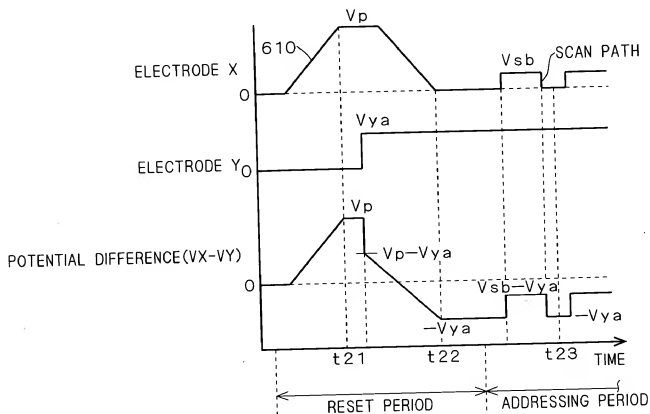 Vp
610
Vsb
SCAN PATH
ELECTRODE X
0
Vya
ELECTRODE Y
0
Vp
POTENTIAL DIFFERENCE(VX-VY)
Vp-Vya
0
Vsb-Vya
-Vya
-Vya
t21
t22
t23
TIME
RESET PERIOD
ADDRESSING PERIOD